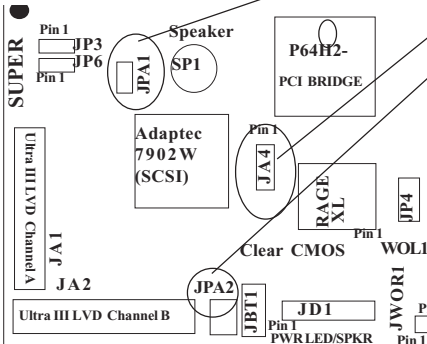 SUPER
Pin 1
JP3
JP6
Pin 1
JPA1
Speaker
SP1
P64H2-
PCI BRIDGE
Adaptec
7902W
(SCSI)
Pin 1
JA4
RAGE
XL
JP4
Pin 1
WOL1
Ultra III LVD Channel A
JA1
JA2
Clear CMOS
JPA2
Ultra III LVD Channel B
JBT1
JD1
Pin 1
PWR LED/SPKR
JWOR1
Pin 1